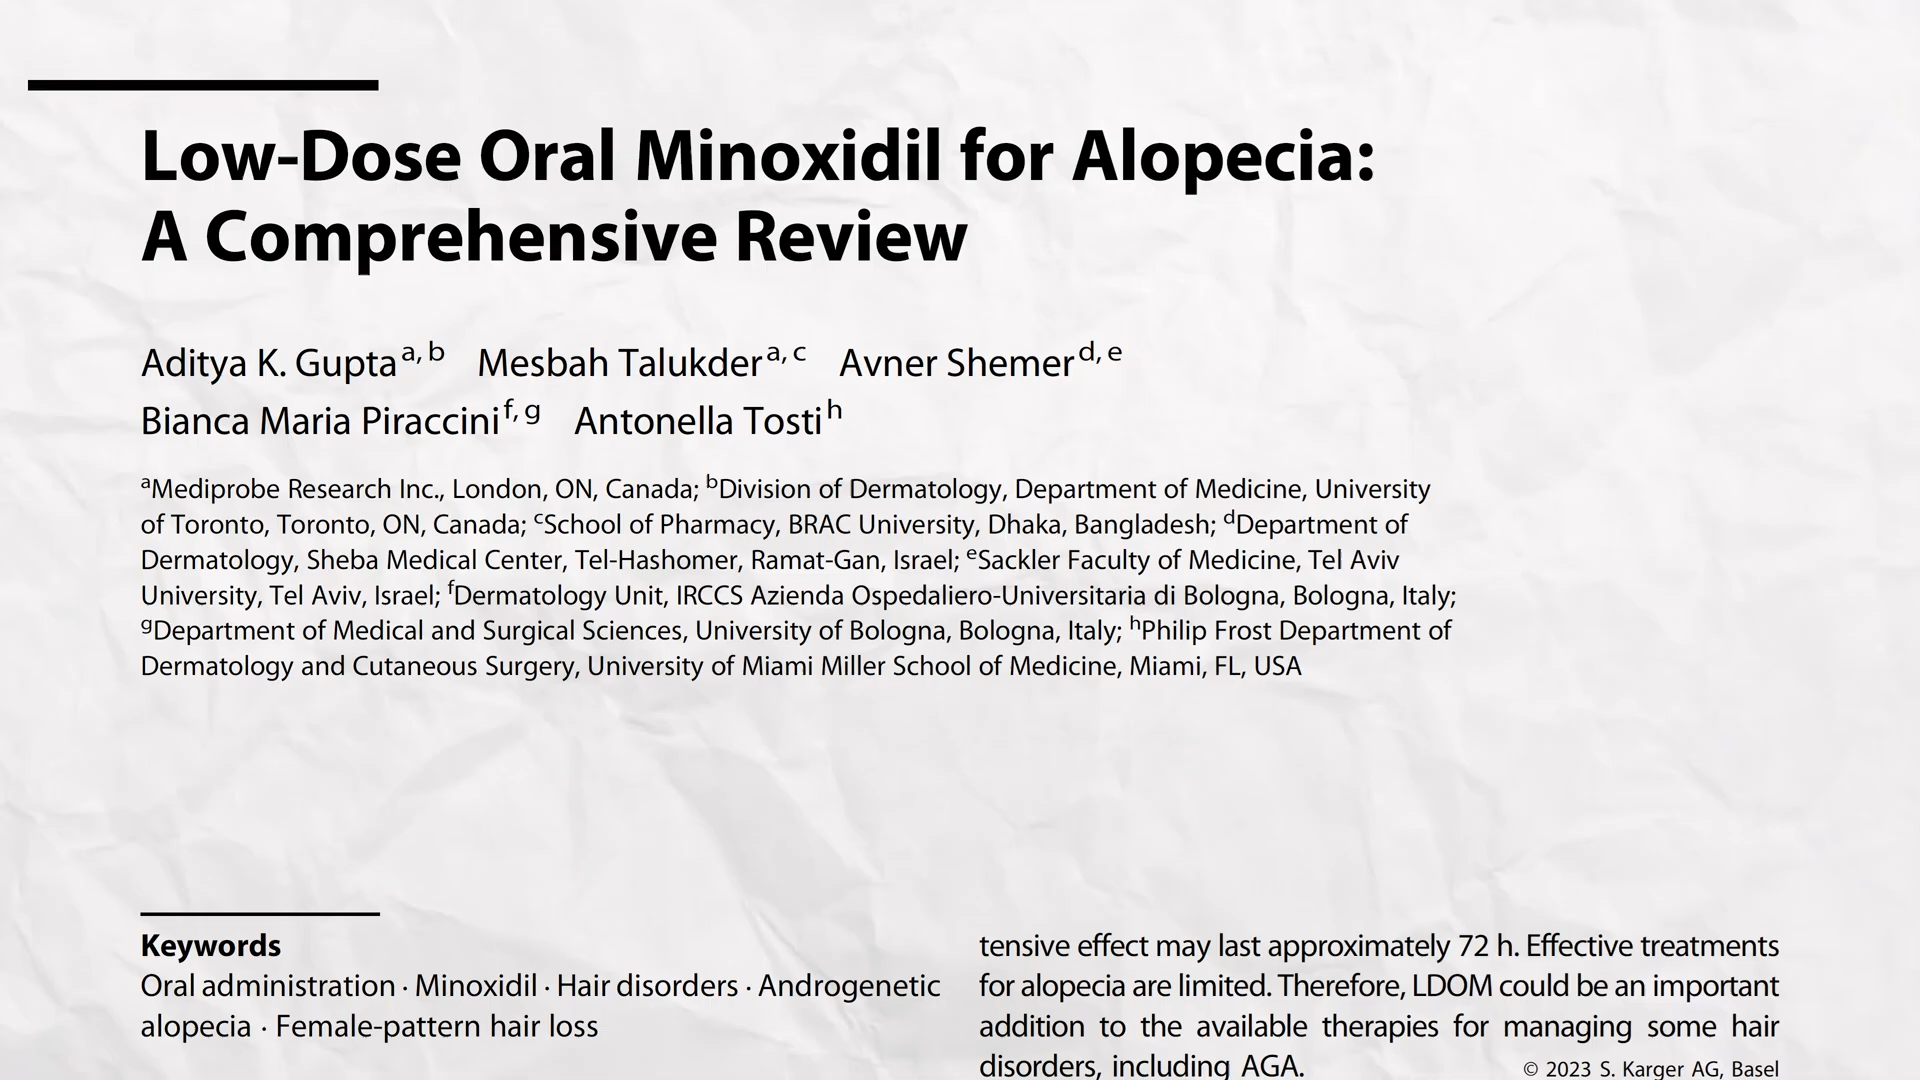 Low-Dose Oral Minoxidil for Alopecia:
A Comprehensive Review
Aditya K. Gupta a, b Mesbah Talukder a, c Avner Shemer d, e
Bianca Maria Piraccini f, g Antonella Tosti h
aMediprobe Research Inc., London, ON, Canada; bDivision of Dermatology, Department of Medicine, University
of Toronto, Toronto, ON, Canada; cSchool of Pharmacy, BRAC University, Dhaka, Bangladesh; dDepartment of
Dermatology, Sheba Medical Center, Tel-Hashomer, Ramat-Gan, Israel; eSackler Faculty of Medicine, Tel Aviv
University, Tel Aviv, Israel; fDermatology Unit, IRCCS Azienda Ospedaliero-Universitaria di Bologna, Bologna, Italy;
gDepartment of Medical and Surgical Sciences, University of Bologna, Bologna, Italy; hPhilip Frost Department of
Dermatology and Cutaneous Surgery, University of Miami Miller School of Medicine, Miami, FL, USA
Keywords
Oral administration · Minoxidil · Hair disorders · Androgenetic
alopecia · Female-pattern hair loss
tensive effect may last approximately 72 h. Effective treatments
for alopecia are limited. Therefore, LDOM could be an important
addition to the available therapies for managing some hair
disorders, including AGA.
© 2023 S. Karger AG, Basel